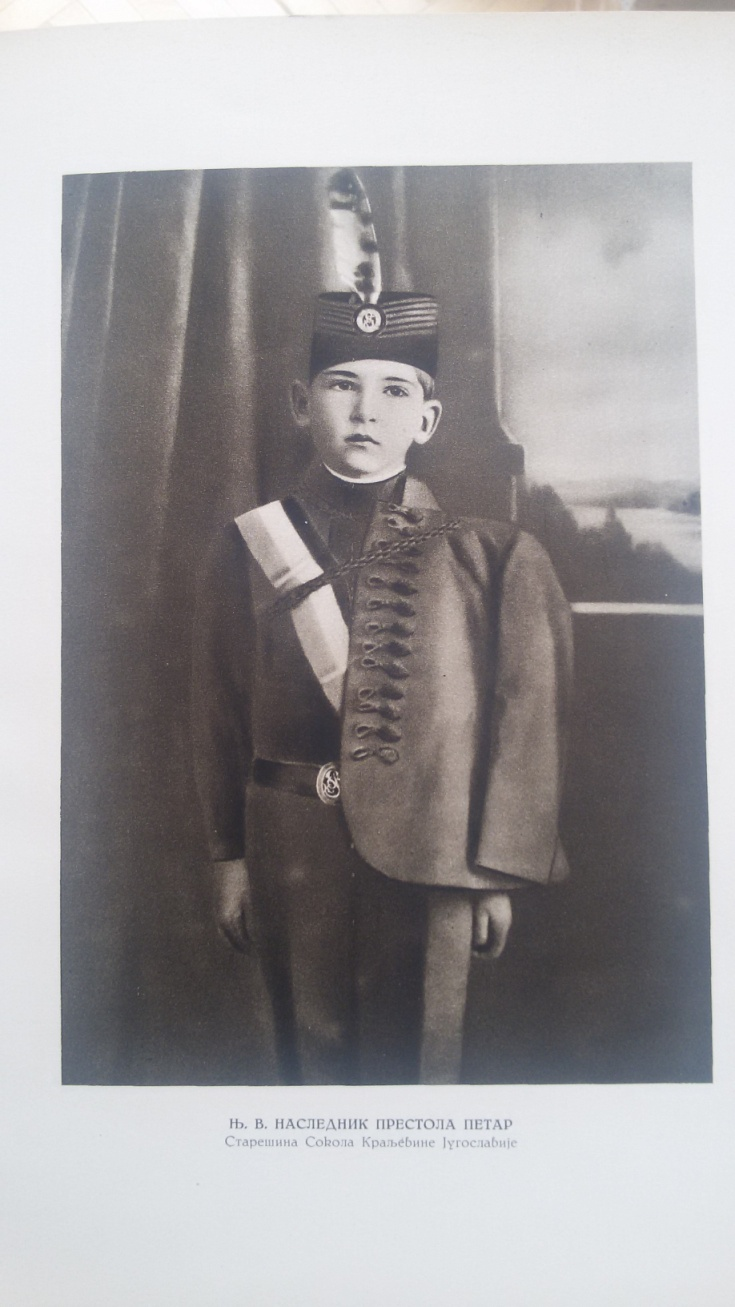 Њ. В. НАСЛЕДНИК ПРЕСТОЛА ПЕТАР
Старешина Сокола Краљевине Југославије